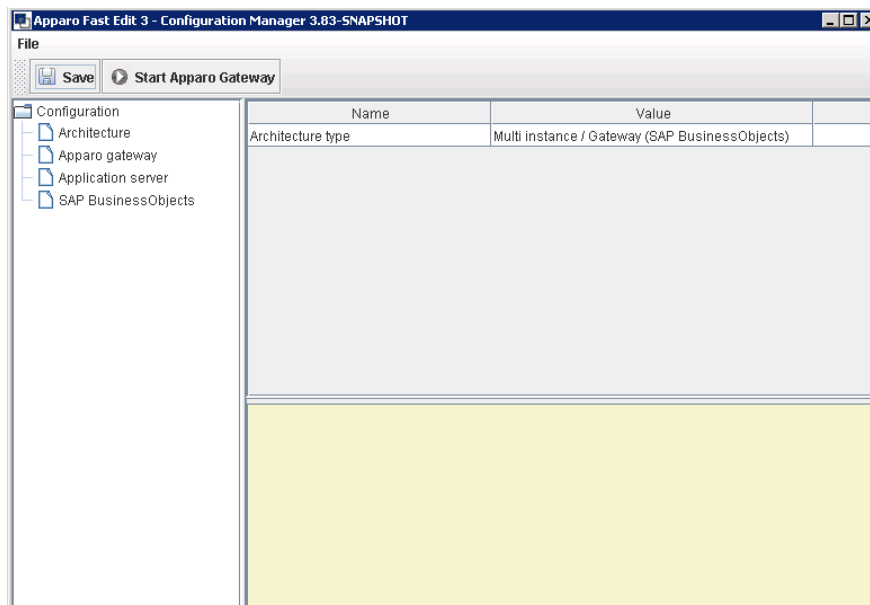 Apparo Fast Edit 3 - Configuration Manager 3.83-SNAPSHOT
File
Save Start Apparo Gateway
Configuration
Architecture
Apparo gateway
Application server
SAP BusinessObjects
Name Value
Architecture type Multi instance / Gateway (SAP BusinessObjects)